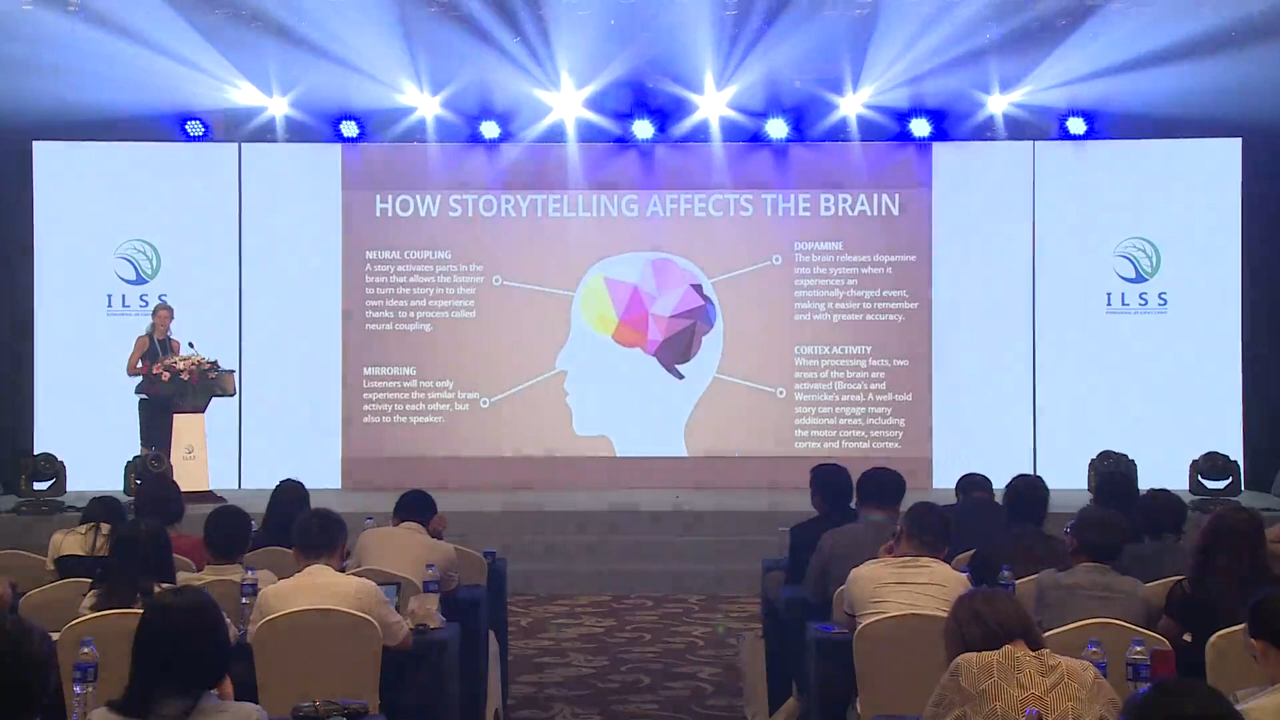 HOW STORYTELLING AFFECTS THE BRAIN
NEURAL COUPLING
A story activates parts in the
brain that allows the listener
to turn the story in to their
own ideas and experience
thanks to a process called
neural coupling.
MIRRORING
Listeners will not only
experience the similar brain
activity to each other, but
also to the speaker.
DOPAMINE
The brain releases dopamine
into the system when it
experiences an
emotionally-charged event,
making it easier to remember
and with greater accuracy.
CORTEX ACTIVITY
When processing facts, two
areas of the brain are
activated (Broca's and
Wernicke's area). A well-told
story can engage many
additional areas, including
the motor cortex, sensory
cortex and frontal cortex.
ILSS
ILSS